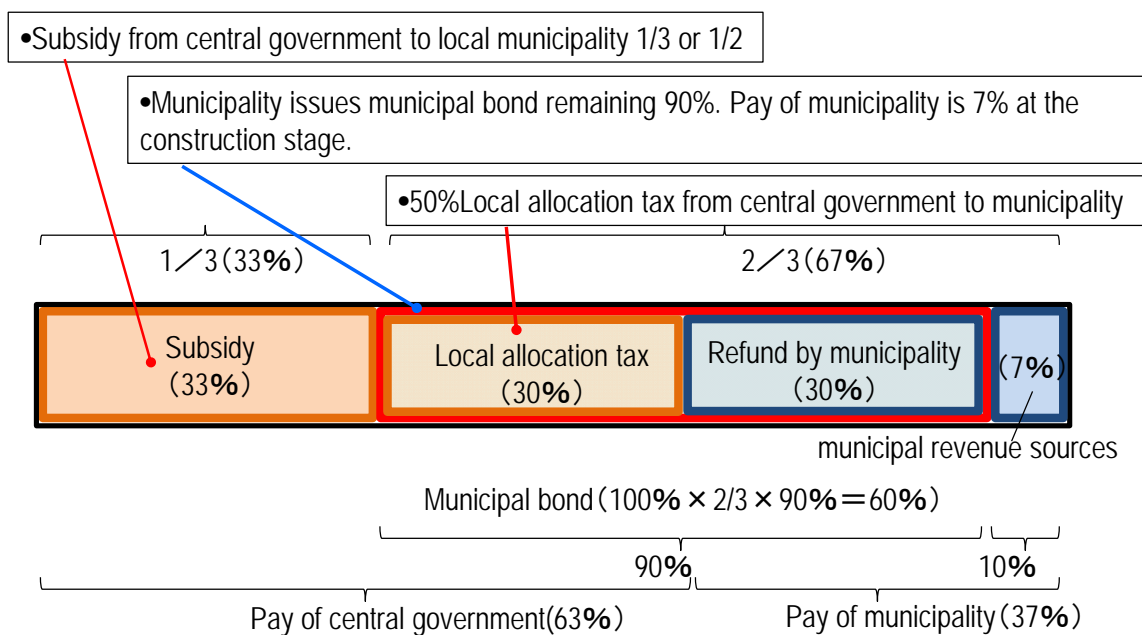 •Subsidy from central government to local municipality 1/3 or 1/2
•Municipality issues municipal bond remaining 90%. Pay of municipality is 7% at the
construction stage.
•50%Local allocation tax from central government to municipality
1/3(33%)
2/3(67%)
Subsidy
(33%)
Local allocation tax
(30%)
Refund by municipality
(30%)
(7%)
municipal revenue sources
Municipal bond(100% × 2/3 × 90%=60%)
90%
10%
Pay of central government(63%)
Pay of municipality(37%)